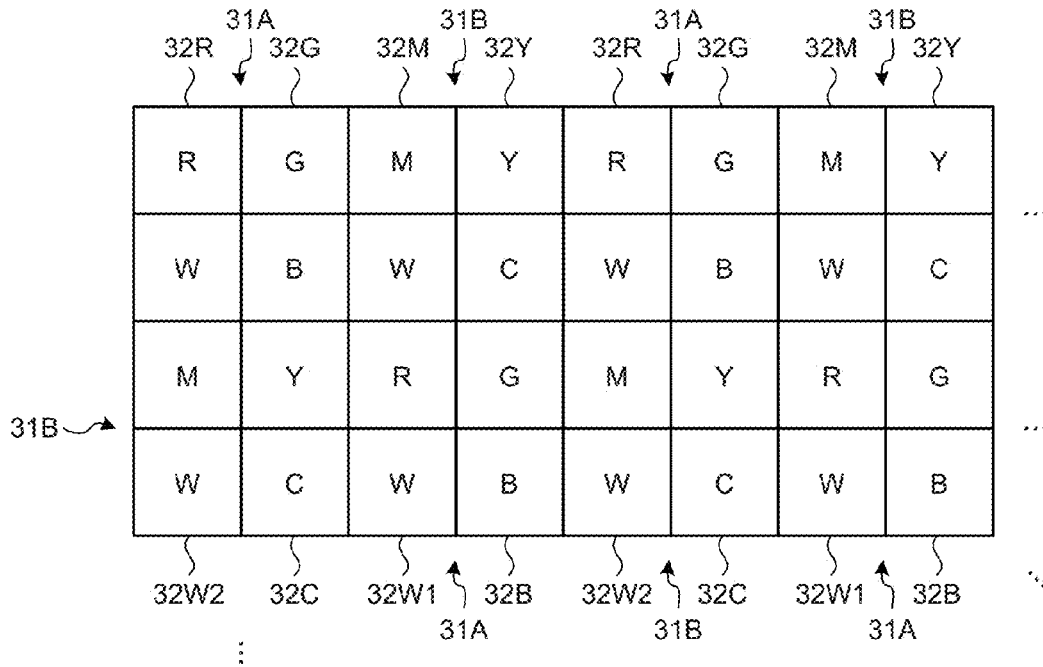 31A 31B 31A 31B
32R 32G 32M 32Y 32R 32G 32M 32Y
R G M Y R G M Y
W B W C W B W C
M Y R G M Y R G
31B
W C W B W C W B
32W2 32C 32W1 32B 32W2 32C 32W1 32B
31A 31B 31A